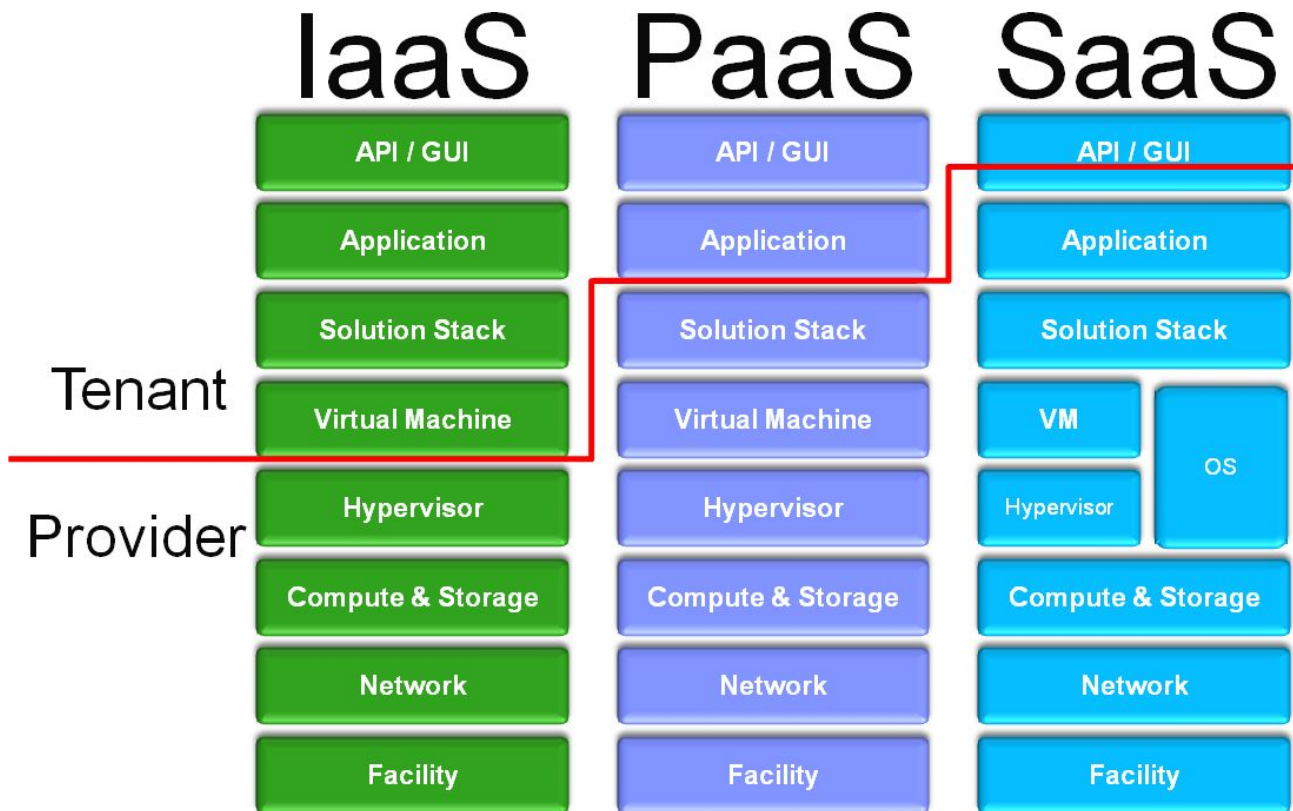 IaaS PaaS SaaS
API / GUI API / GUI API / GUI
Application Application Application
Solution Stack Solution Stack Solution Stack
Tenant
Virtual Machine Virtual Machine VM
OS
Provider
Hypervisor Hypervisor Hypervisor
Compute & Storage Compute & Storage Compute & Storage
Network Network Network
Facility Facility Facility